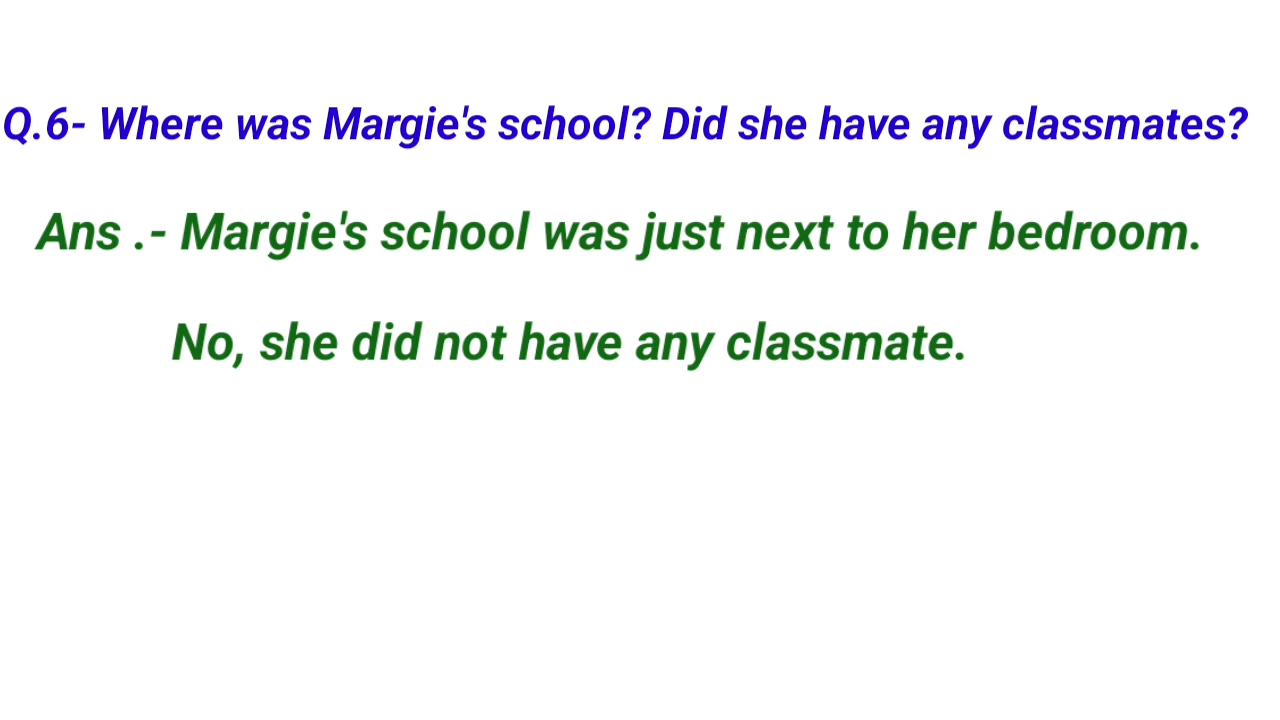 Q.6- Where was Margie's school? Did she have any classmates?
Ans .- Margie's school was just next to her bedroom.
No, she did not have any classmate.